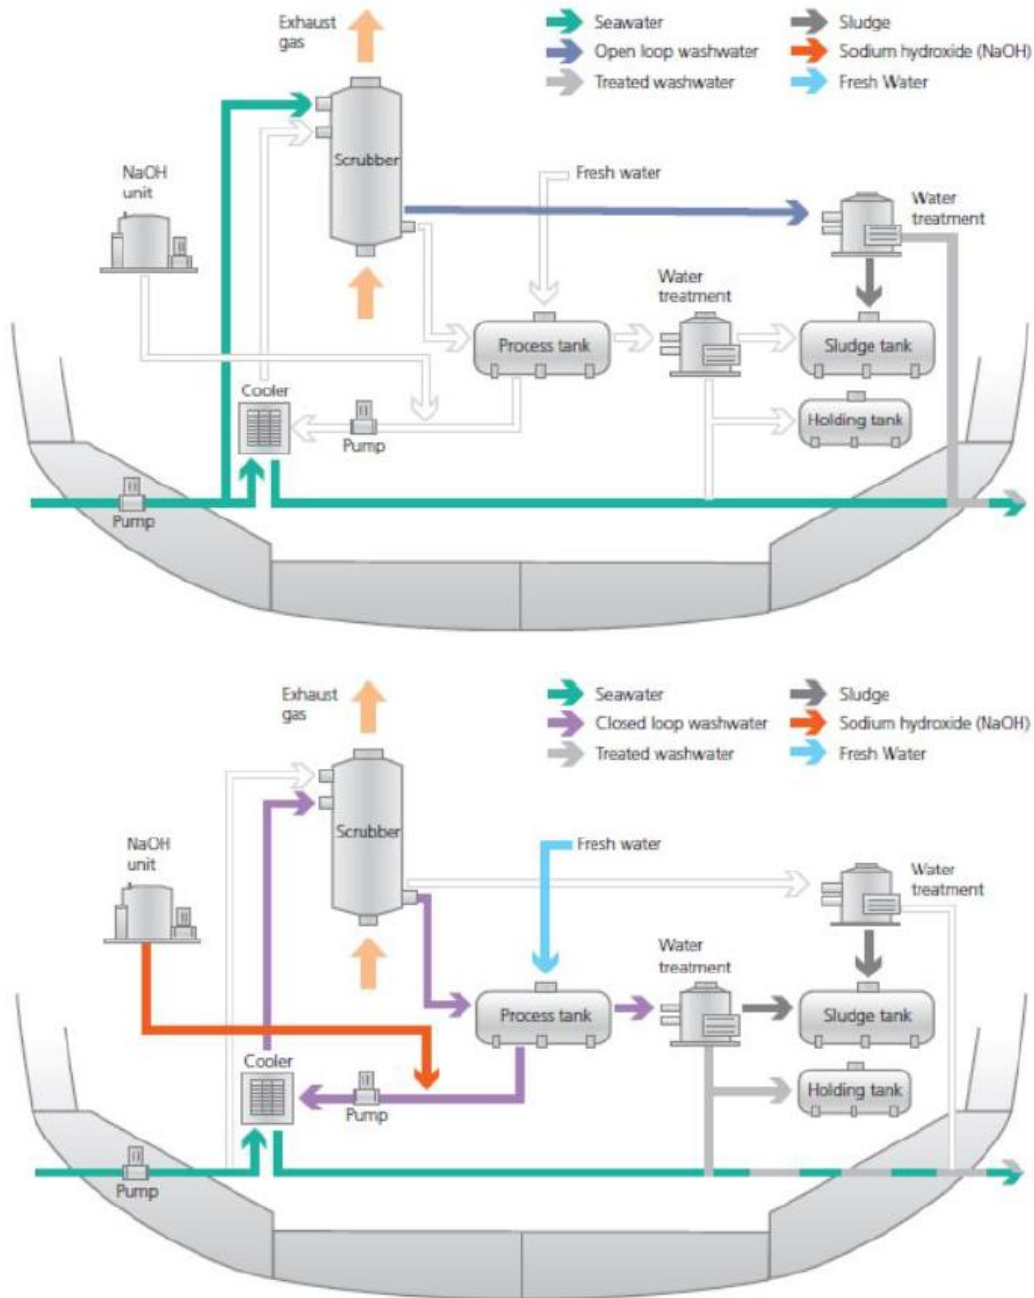 Exhaust
gas
Seawater
Open loop washwater
Treated washwater
Sludge
Sodium hydroxide (NaOH)
Fresh Water
NaOH
unit
Scrubber
Fresh water
Water
treatment
Water
treatment
Process tank
Sludge tank
Cooler
Pump
Holding tank
Pump
Exhaust
gas
Seawater
Closed loop washwater
Treated washwater
Sludge
Sodium hydroxide (NaOH)
Fresh Water
NaOH
unit
Scrubber
Fresh water
Water
treatment
Water
treatment
Process tank
Sludge tank
Cooler
Pump
Holding tank
Pump